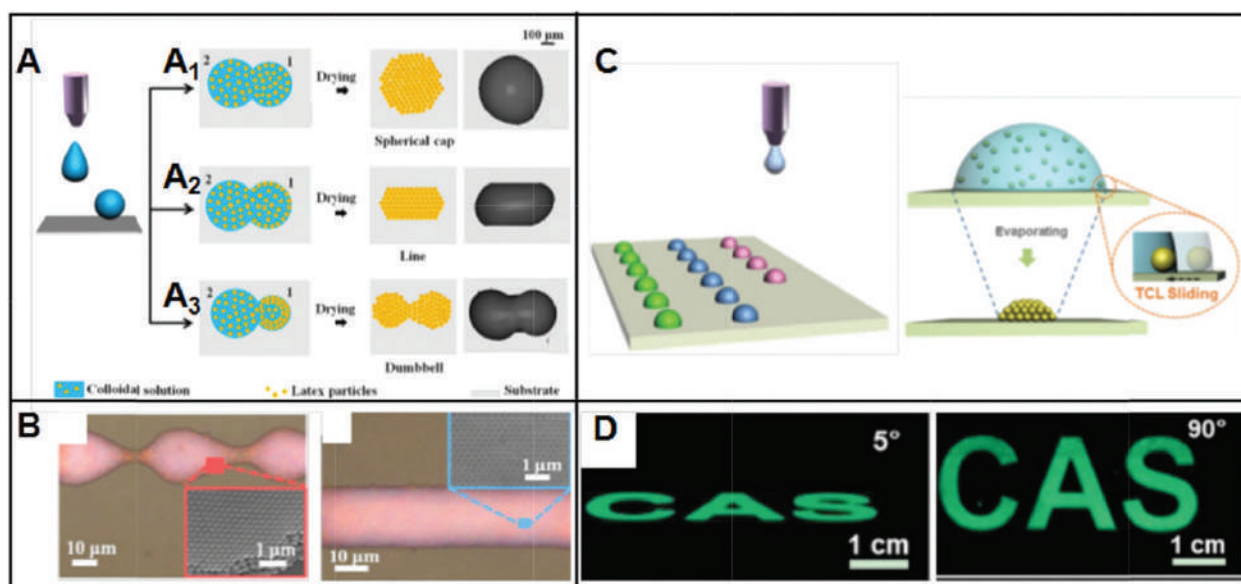 A
A1
2
1
Drying
100 µm
Spherical cap
A2
2
1
Drying
Line
A3
2
1
Drying
Dumbbell
Colloidal solution
Latex particles
Substrate
B
10 µm
1 µm
1 µm
10 µm
C
Evaporating
TCL Sliding
D
5°
CAS
1 cm
90°
CAS
1 cm